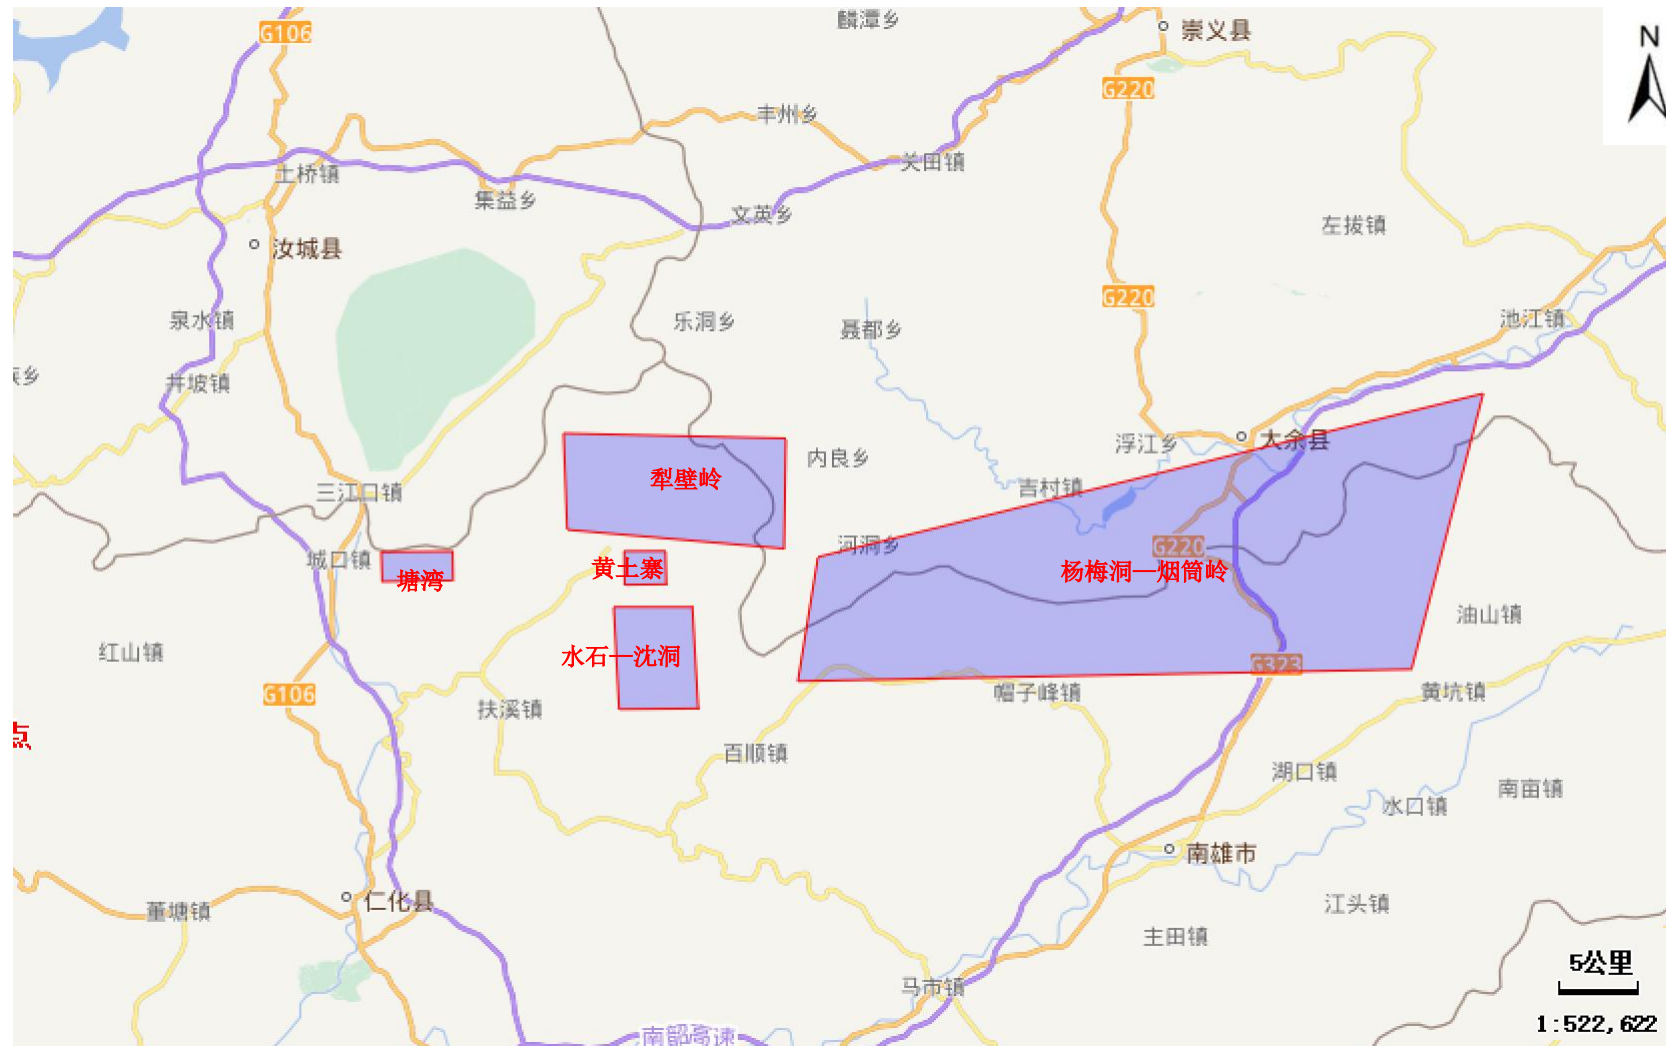 麟潭乡
崇义县
N
G106
G220
丰州乡
关田镇
土桥镇
集益乡
文英乡
左拔镇
汝城县
G220
泉水镇
乐洞乡
聂都乡
池江镇
乡
井坡镇
浮江乡
大余县
内良乡
犁壁岭
三江口镇
吉村镇
河洞乡
G220
城口镇
塘湾
黄土寨
杨梅洞—烟筒岭
油山镇
红山镇
水石—沈洞
G323
G106
帽子峰镇
黄坑镇
扶溪镇
点
百顺镇
湖口镇
南亩镇
水口镇
南雄市
仁化县
董塘镇
江头镇
主田镇
5公里
马市镇
1:522,622
南韶高速